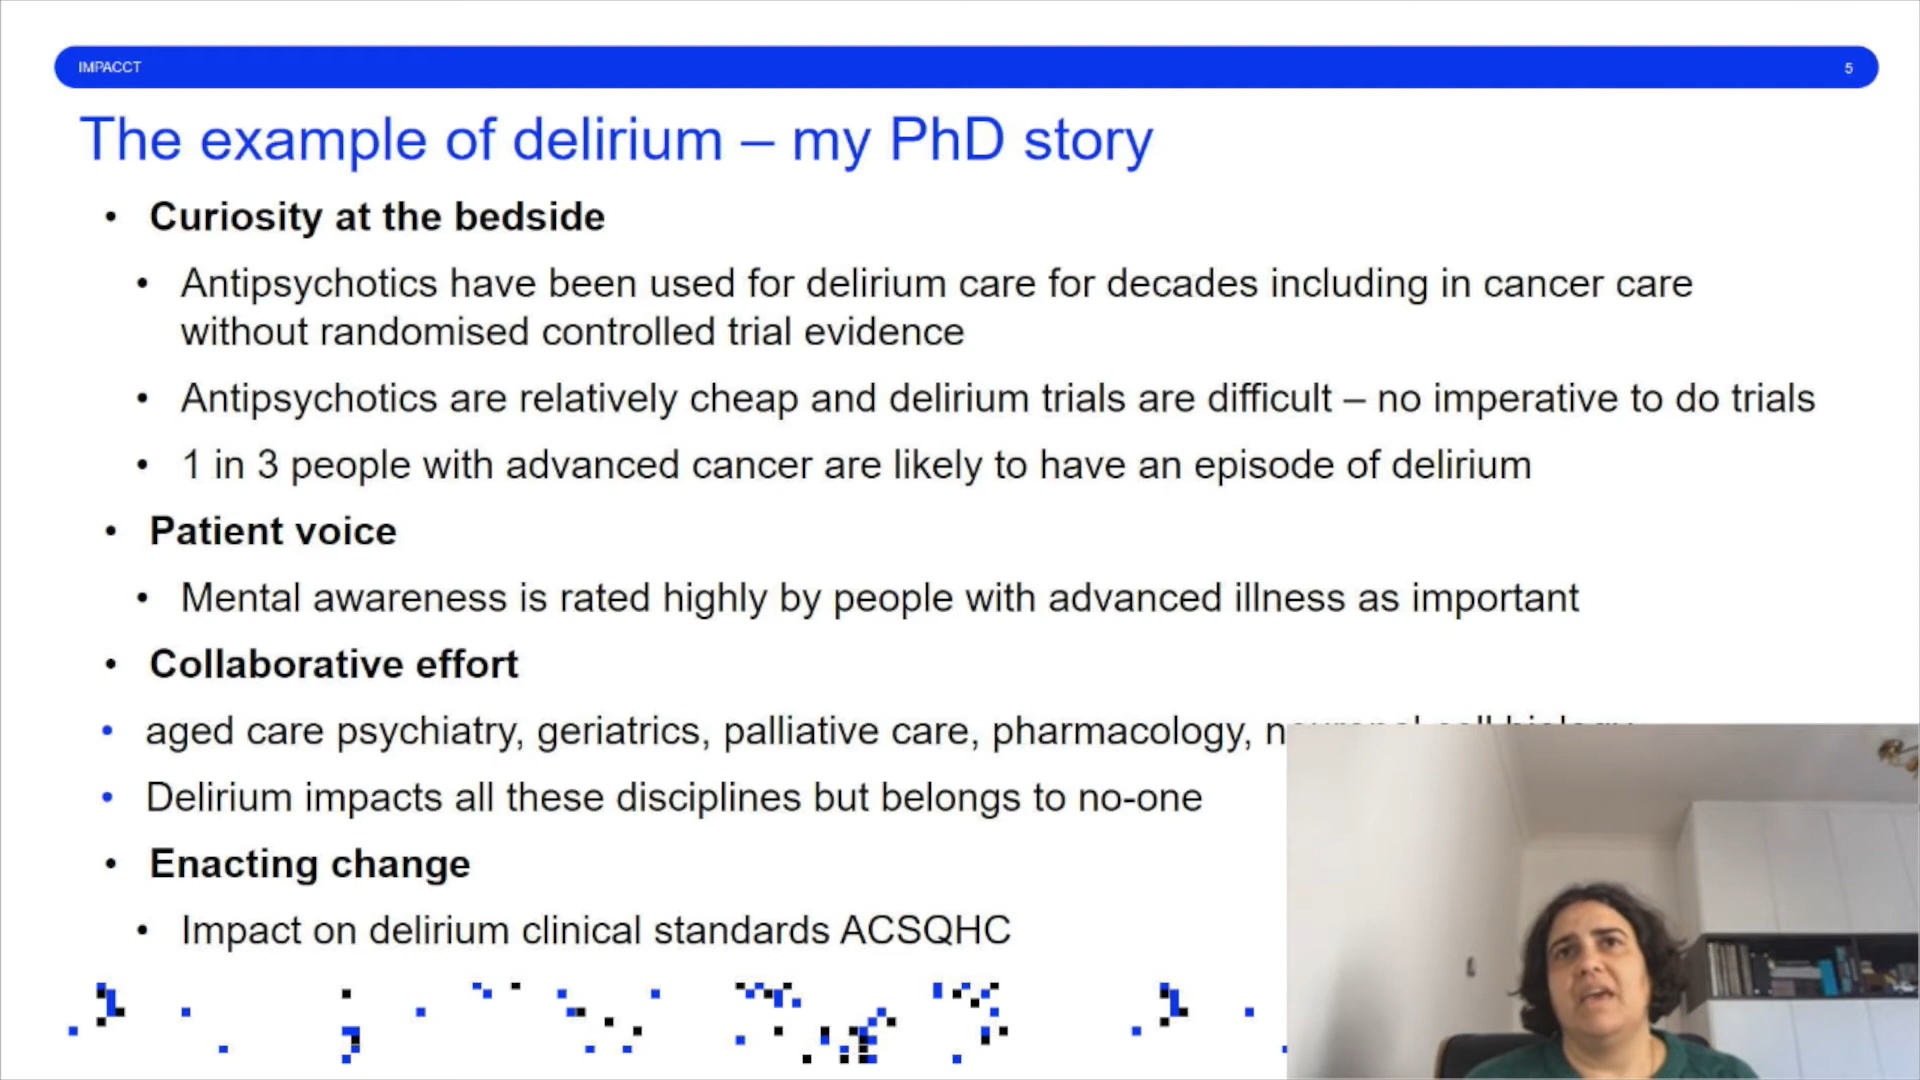 IMPACCT
5
The example of delirium – my PhD story
• Curiosity at the bedside
• Antipsychotics have been used for delirium care for decades including in cancer care
without randomised controlled trial evidence
• Antipsychotics are relatively cheap and delirium trials are difficult – no imperative to do trials
• 1 in 3 people with advanced cancer are likely to have an episode of delirium
• Patient voice
• Mental awareness is rated highly by people with advanced illness as important
• Collaborative effort
• aged care psychiatry, geriatrics, palliative care, pharmacology,
• Delirium impacts all these disciplines but belongs to no-one
• Enacting change
• Impact on delirium clinical standards ACSQHC